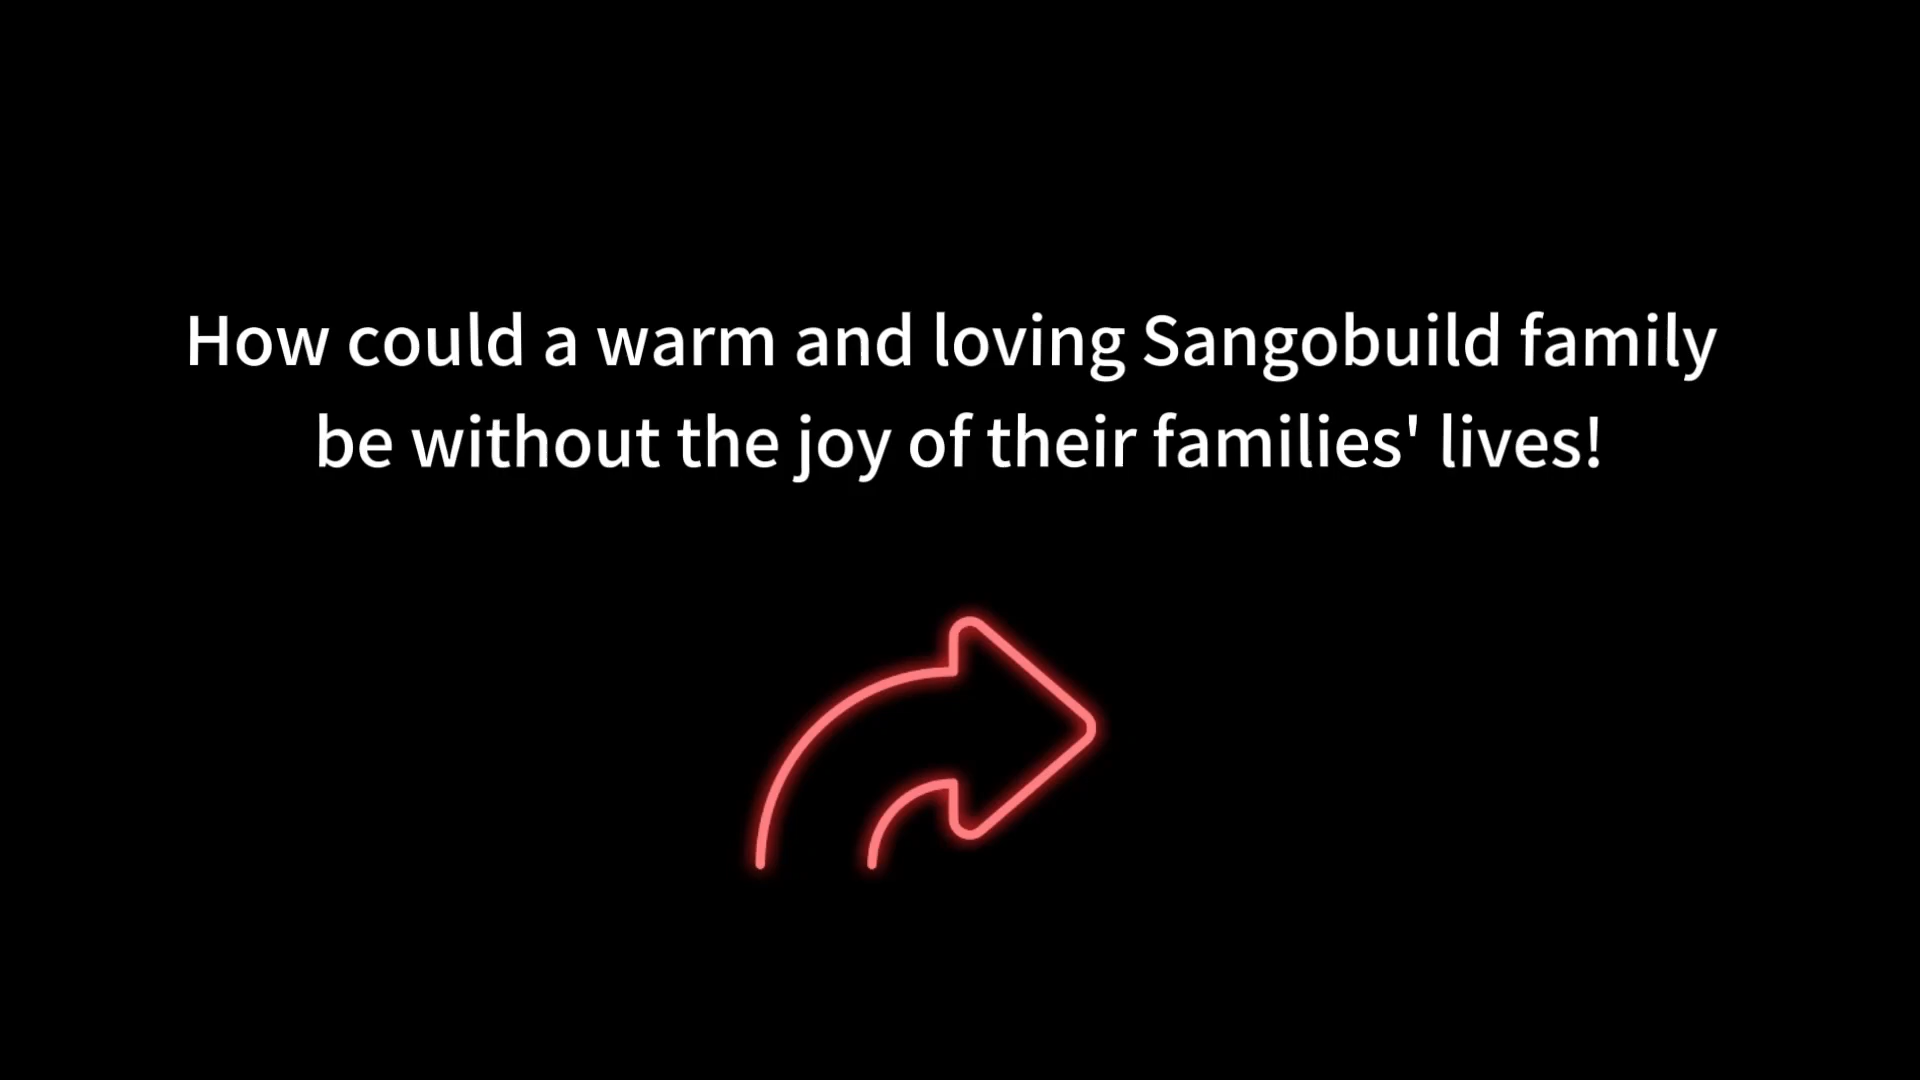 How could a warm and loving Sangobuild family
be without the joy of their families' lives!